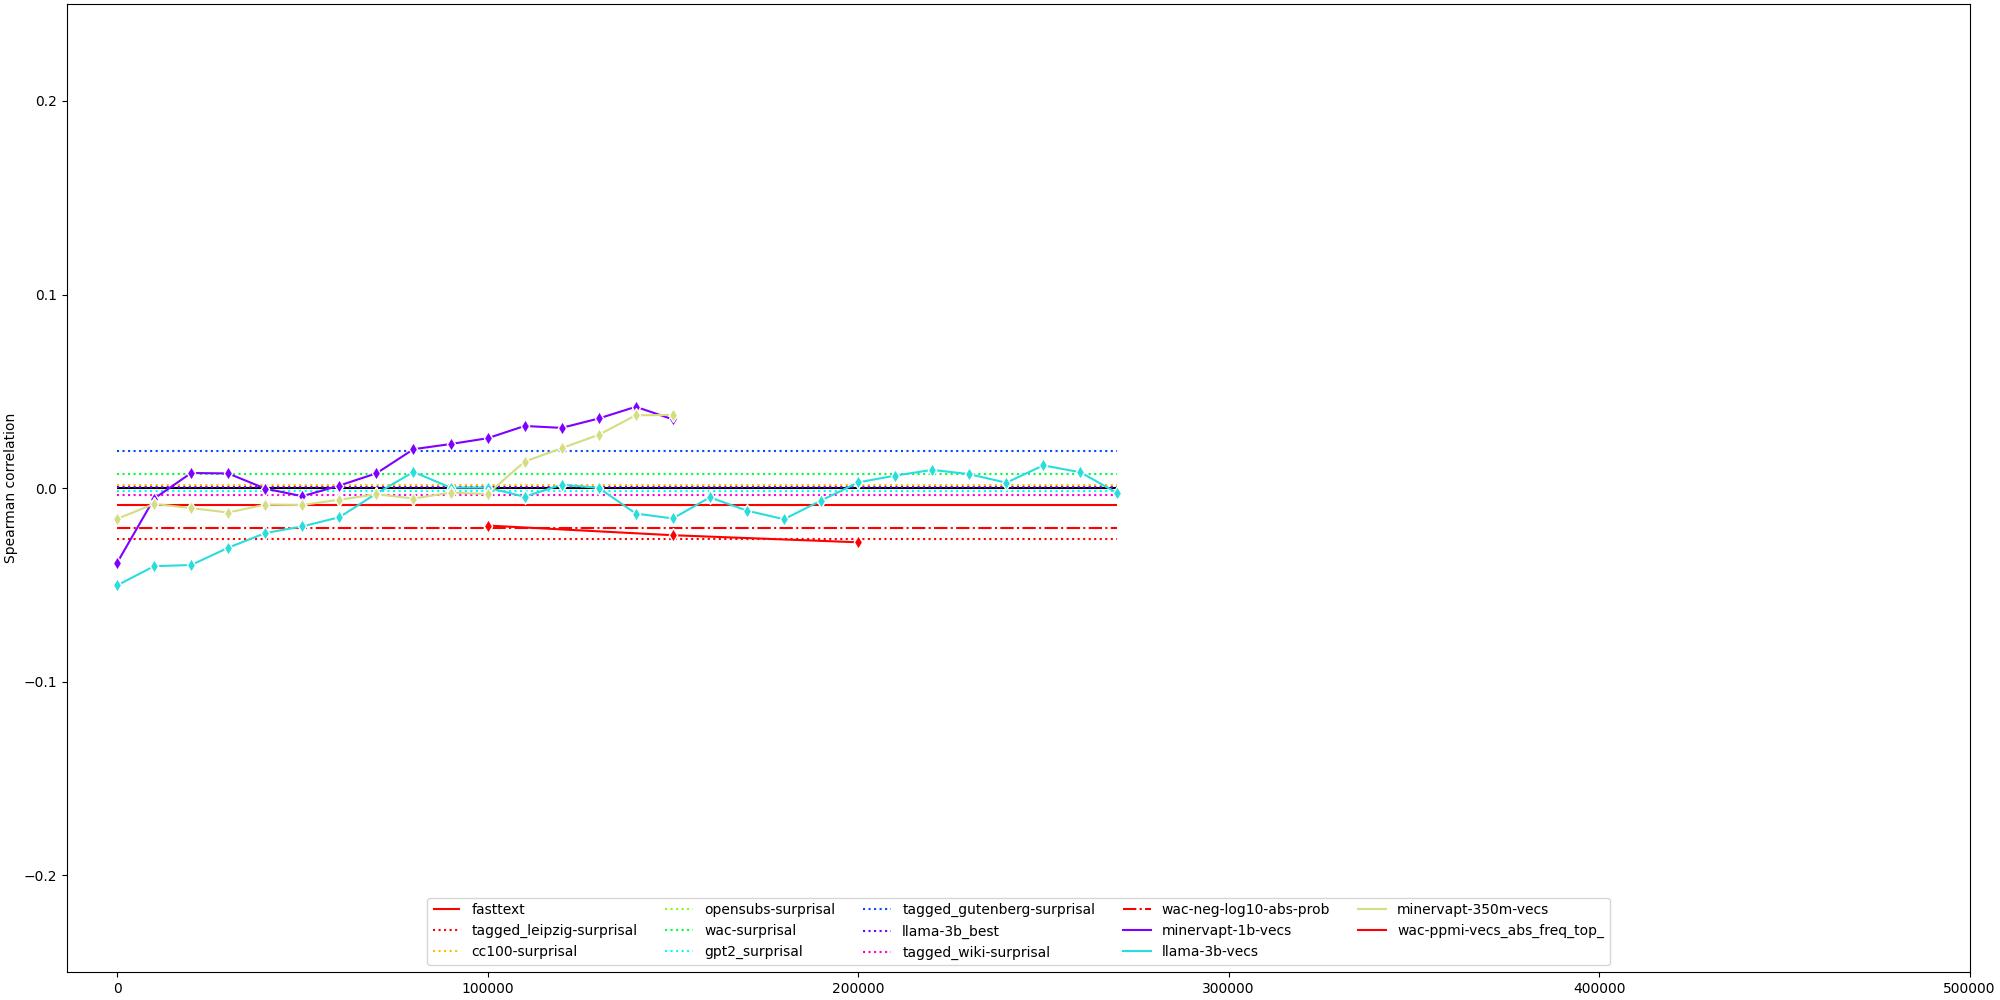 0.2
0.1
0.0
−0.1
−0.2
Spearman correlation
fasttext
tagged_leipzig-surprisal
cc100-surprisal
opensubs-surprisal
wac-surprisal
gpt2_surprisal
tagged_gutenberg-surprisal
llama-3b_best
tagged_wiki-surprisal
wac-neg-log10-abs-prob
minervapt-1b-vecs
llama-3b-vecs
minervapt-350m-vecs
wac-ppmi-vecs_abs_freq_top_
0 100000 200000 300000 400000 500000